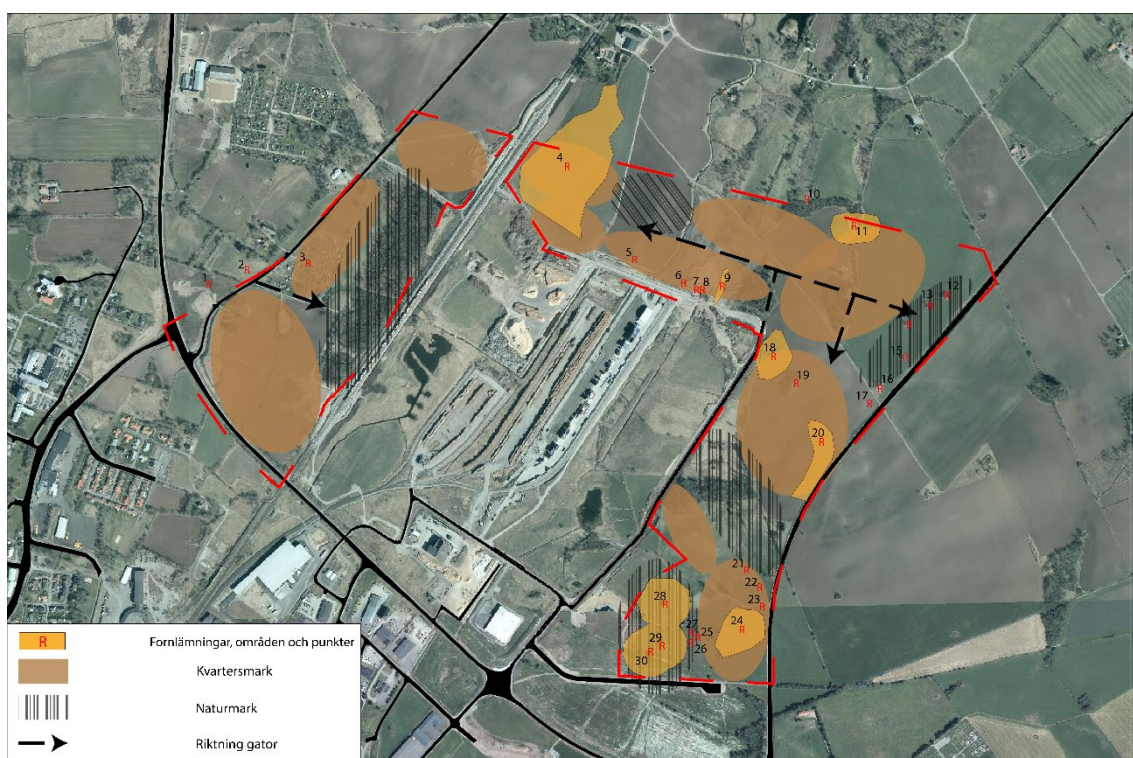 4
R
10
R
R
11
2
R
3
R
5
R
1
R
6
R
7
R
8
R
9
R
13
R
12
R
R
18
R
15
R
19
R
16
R
17
R
20
R
21
R
22
R
23
R
28
R
24
R
27
R
25
R
26
29
R
R
30
R Fornlämningar, områden och punkter
Kvartersmark
Naturmark
Riktning gator